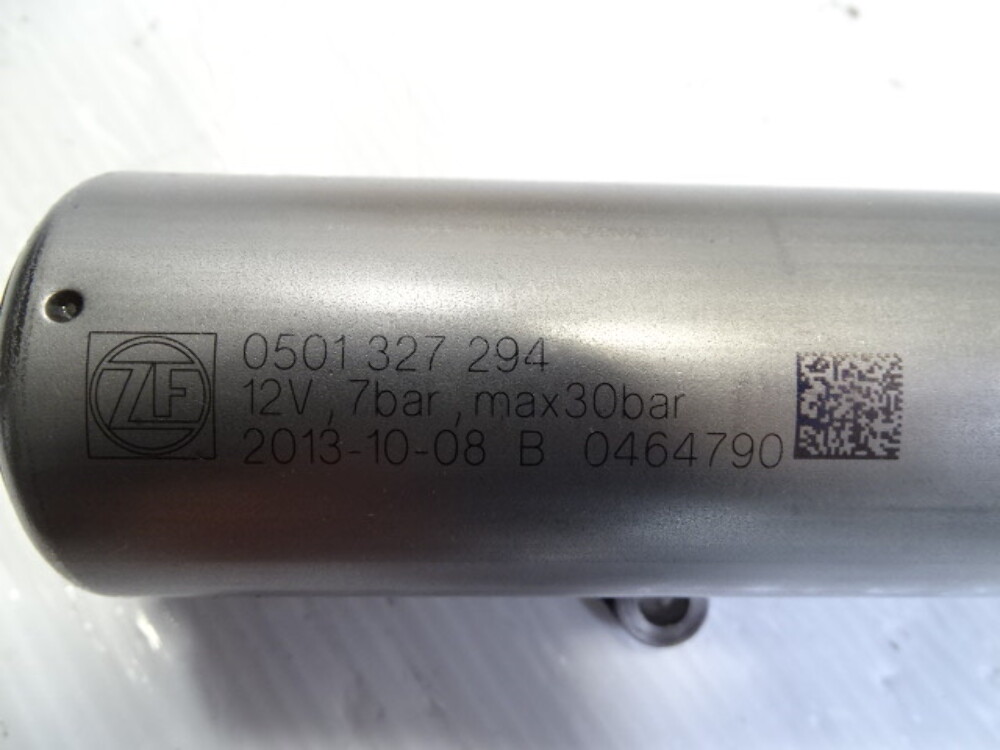 ZF
0501 327 294
12V, 7bar, max30bar
2013-10-08 B 0464790